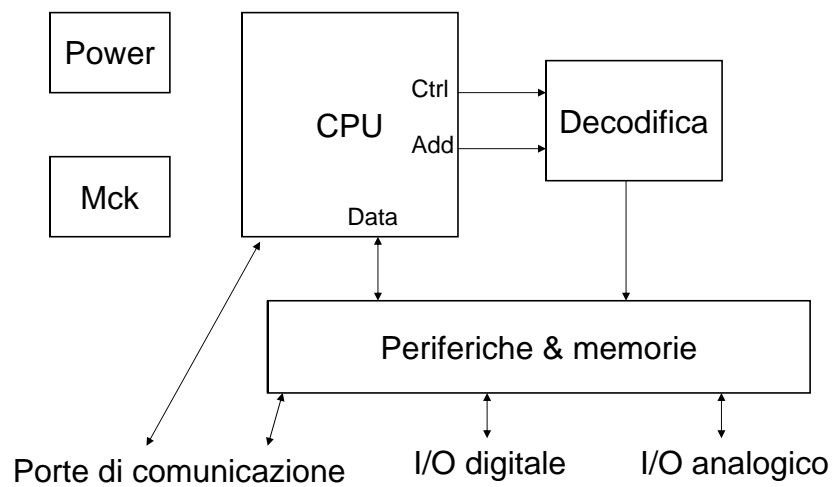 Power
Ctrl
CPU
Decodifica
Add
Mck
Data
Periferiche & memorie
Porte di comunicazione
I/O digitale
I/O analogico